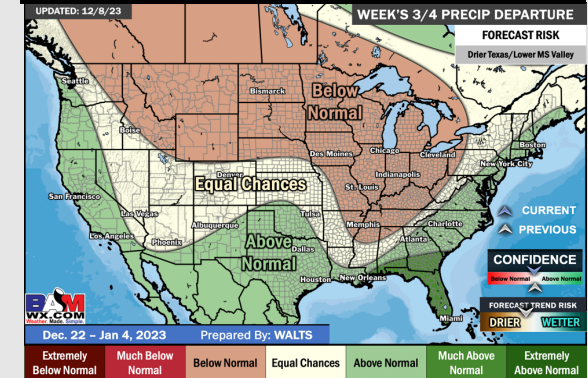 UPDATED: 12/8/23
WEEK'S 3/4 PRECIP DEPARTURE
FORECAST RISK
Drier Texas/Lower MS Valley
Seattle
Bismarck
Below
Normal
Boise
Des Moines
Chicago
Cleveland
Boston
New York City
Denver
Indianapolis
Equal Chances
St. Louis
San Francisco
Las Vegas
Tulsa
CURRENT
Albuquerque
Memphis
Charlotte
PREVIOUS
Los Angeles
Phoenix
Above
Normal
Dallas
Atlanta
CONFIDENCE
Below Normal
Above Normal
Houston
New Orleans
BAM
WX.COM
Weather. Made. Simple.
FORECAST TREND RISK
DRIER
WETTER
Miami
Dec. 22 – Jan 4, 2023
Prepared By: WALTS
Extremely
Below Normal
Much Below
Normal
Below Normal
Equal Chances
Above Normal
Much Above
Normal
Extremely
Above Normal